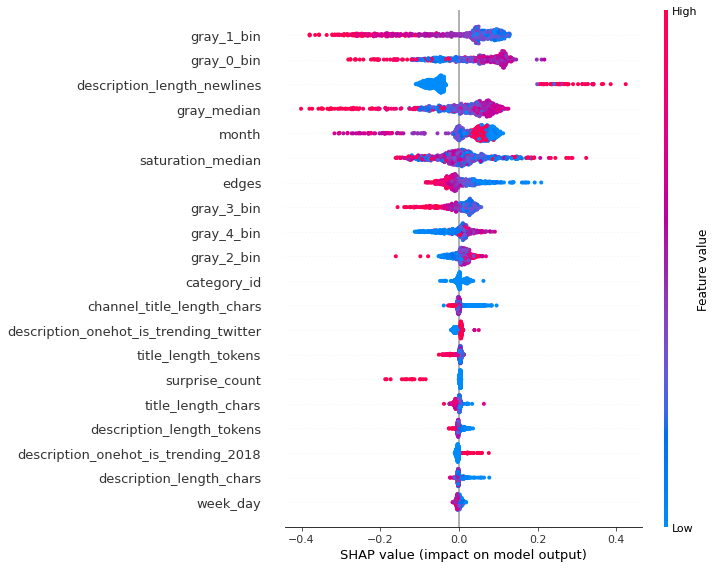 High
gray_1_bin
gray_0_bin
description_length_newlines
gray_median
month
saturation_median
edges
gray_3_bin
gray_4_bin
gray_2_bin
category_id
channel_title_length_chars
description_onehot_is_trending_twitter
title_length_tokens
surprise_count
title_length_chars
description_length_tokens
description_onehot_is_trending_2018
description_length_chars
week_day
Feature value
Low
−0.4 −0.2 0.0 0.2 0.4
SHAP value (impact on model output)